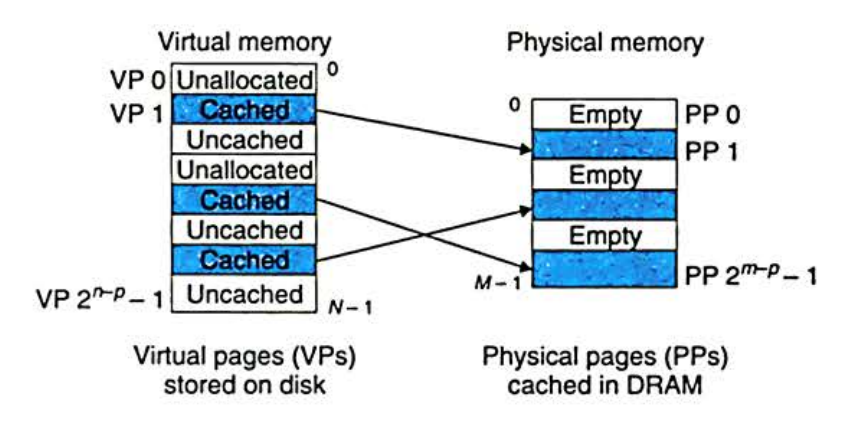 Virtual memory
Physical memory
VP 0 Unallocated 0
VP 1 Cached
Uncached
Unallocated
Cached
Uncached
Cached
VP 2^{n-p} – 1 Uncached N – 1
0 Empty PP 0
PP 1
Empty
Empty
M – 1 PP 2^{m-p} – 1
Virtual pages (VPs)
stored on disk
Physical pages (PPs)
cached in DRAM